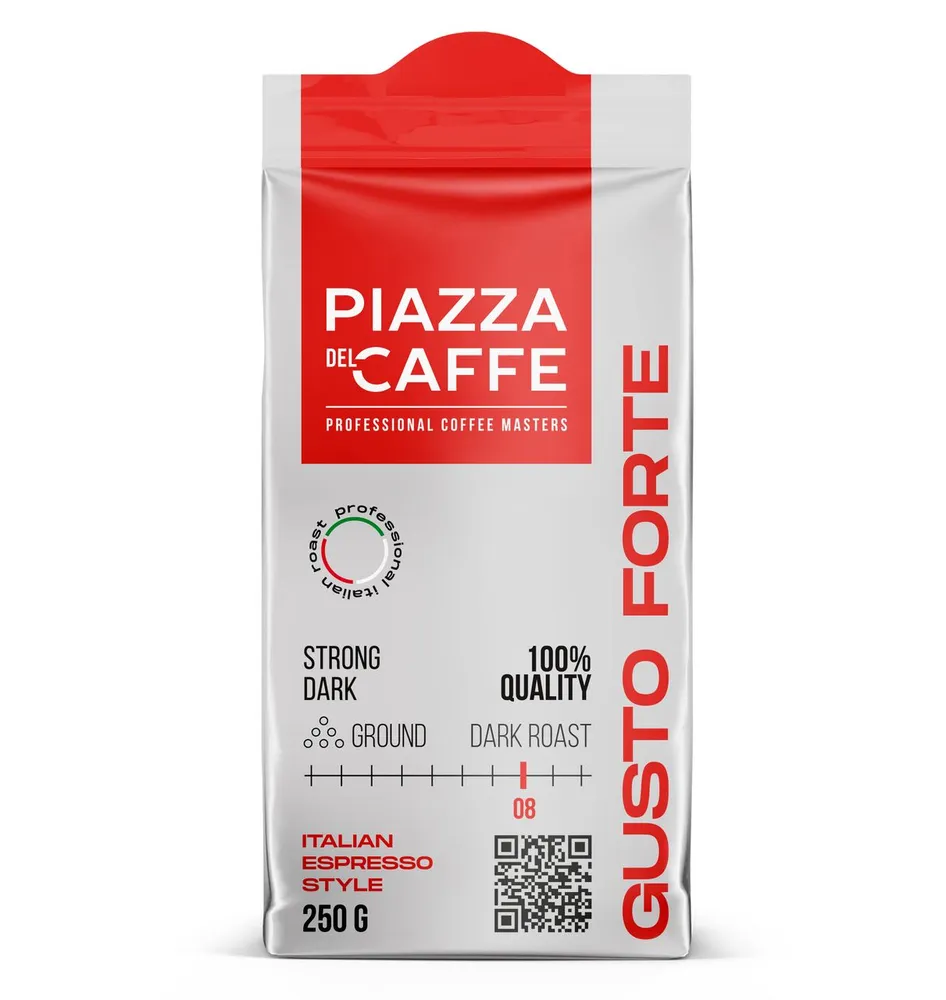 PIAZZA
DEL CAFFE
PROFESSIONAL COFFEE MASTERS
professional italian roast
STRONG
DARK
100%
QUALITY
GROUND
DARK ROAST
08
ITALIAN
ESPRESSO
STYLE
250 G
GUSTO FORTE